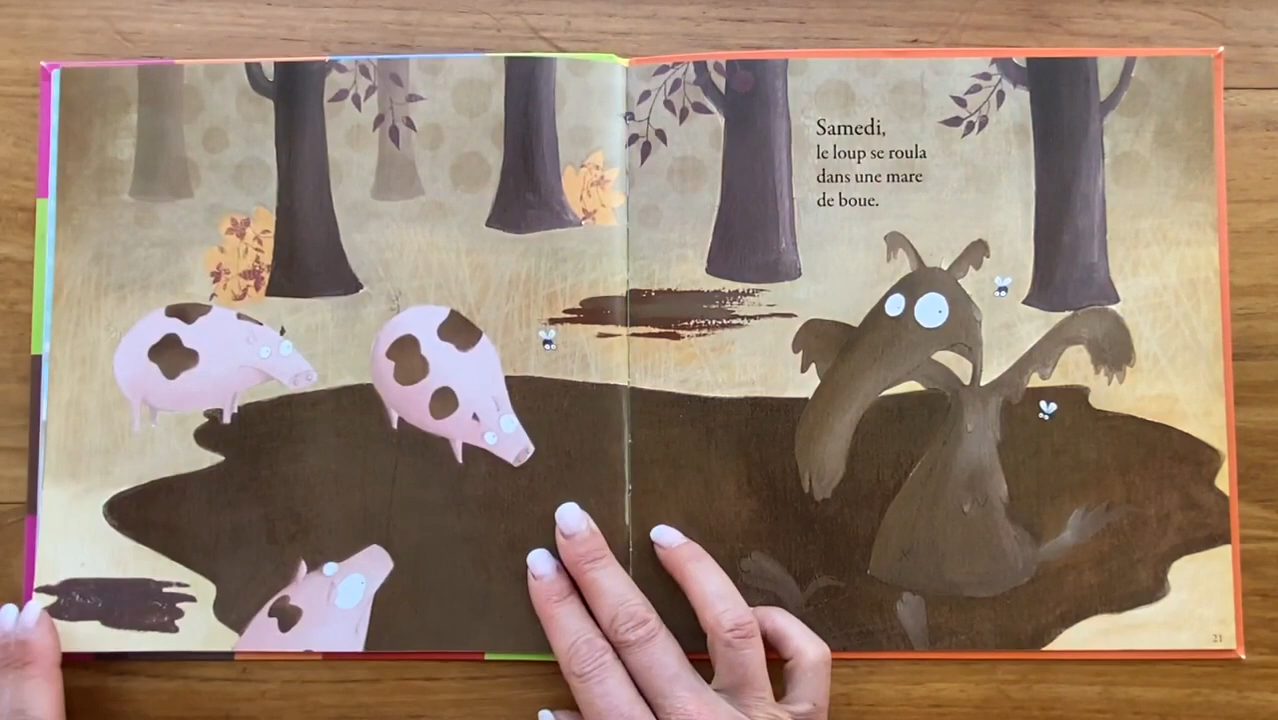 Samedi,
le loup se roula
dans une mare
de boue.
21